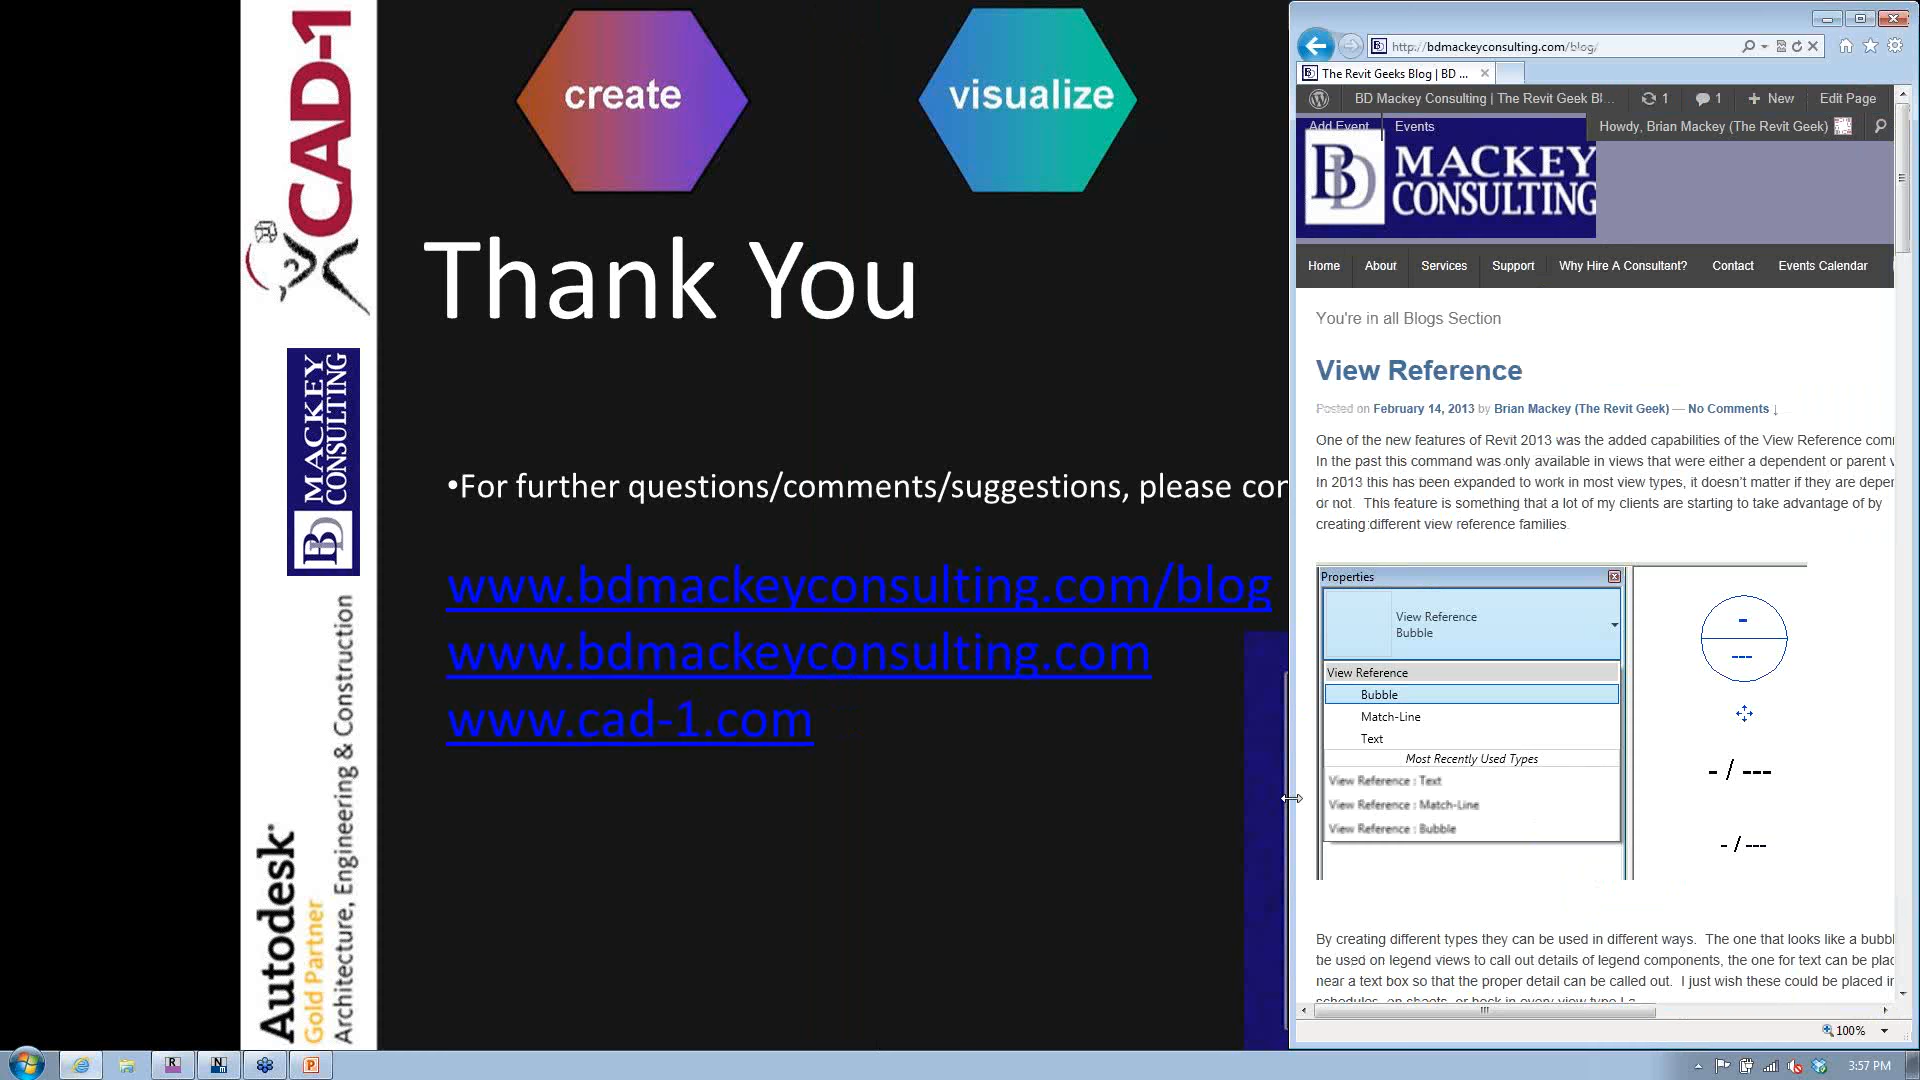 CAD-1
MACKEY
CONSULTING
Autodesk
Gold Partner
Architecture, Engineering & Construction
create
visualize
Thank You
•For further questions/comments/suggestions, please con
www.bdmackeyconsulting.com/blog
www.bdmackeyconsulting.com
www.cad-1.com
http://bdmackeyconsulting.com/blog/
The Revit Geeks Blog | BD ...
BD Mackey Consulting | The Revit Geek Bl... 1 1 + New Edit Page
Add Event Events Howdy, Brian Mackey (The Revit Geek)
MACKEY
CONSULTING
Home About Services Support Why Hire A Consultant? Contact Events Calendar
You're in all Blogs Section
View Reference
Posted on February 14, 2013 by Brian Mackey (The Revit Geek) — No Comments ↓
One of the new features of Revit 2013 was the added capabilities of the View Reference com
In the past this command was only available in views that were either a dependent or parent v
In 2013 this has been expanded to work in most view types, it doesn't matter if they are deper
or not. This feature is something that a lot of my clients are starting to take advantage of by
creating different view reference families.
Properties
View Reference
Bubble
View Reference
Bubble
Match-Line
Text
Most Recently Used Types
View Reference : Text
View Reference : Match-Line
View Reference : Bubble
-
---
- / ---
- / ---
By creating different types they can be used in different ways. The one that looks like a bubbl
be used on legend views to call out details of legend components, the one for text can be plac
near a text box so that the proper detail can be called out. I just wish these could be placed in
schedules, on sheets, or heck in every view type
100%
3:57 PM